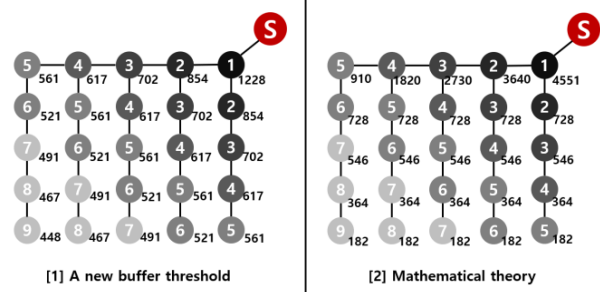 S
5 4 3 2 1
561 617 702 854 1228
6 5 4 3 2
521 561 617 702 854
7 6 5 4 3
491 521 561 617 702
8 7 6 5 4
467 491 521 561 617
9 8 7 6 5
448 467 491 521 561
[1] A new buffer threshold
S
5 4 3 2 1
910 1820 2730 3640 4551
6 5 4 3 2
728 728 728 728 728
7 6 5 4 3
546 546 546 546 546
8 7 6 5 4
364 364 364 364 364
9 8 7 6 5
182 182 182 182 182
[2] Mathematical theory